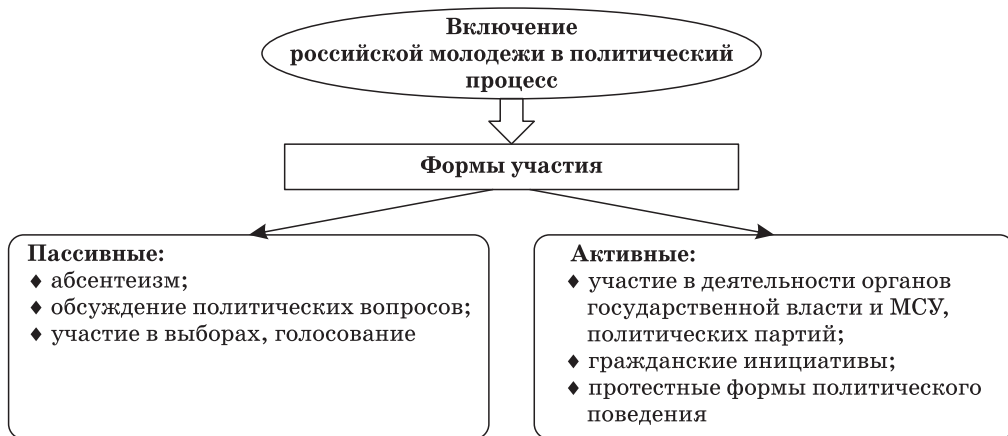 Включение
российской молодежи в политический
процесс
Формы участия
Пассивные:
♦ абсентеизм;
♦ обсуждение политических вопросов;
♦ участие в выборах, голосование
Активные:
♦ участие в деятельности органов
государственной власти и МСУ,
политических партий;
♦ гражданские инициативы;
♦ протестные формы политического
поведения